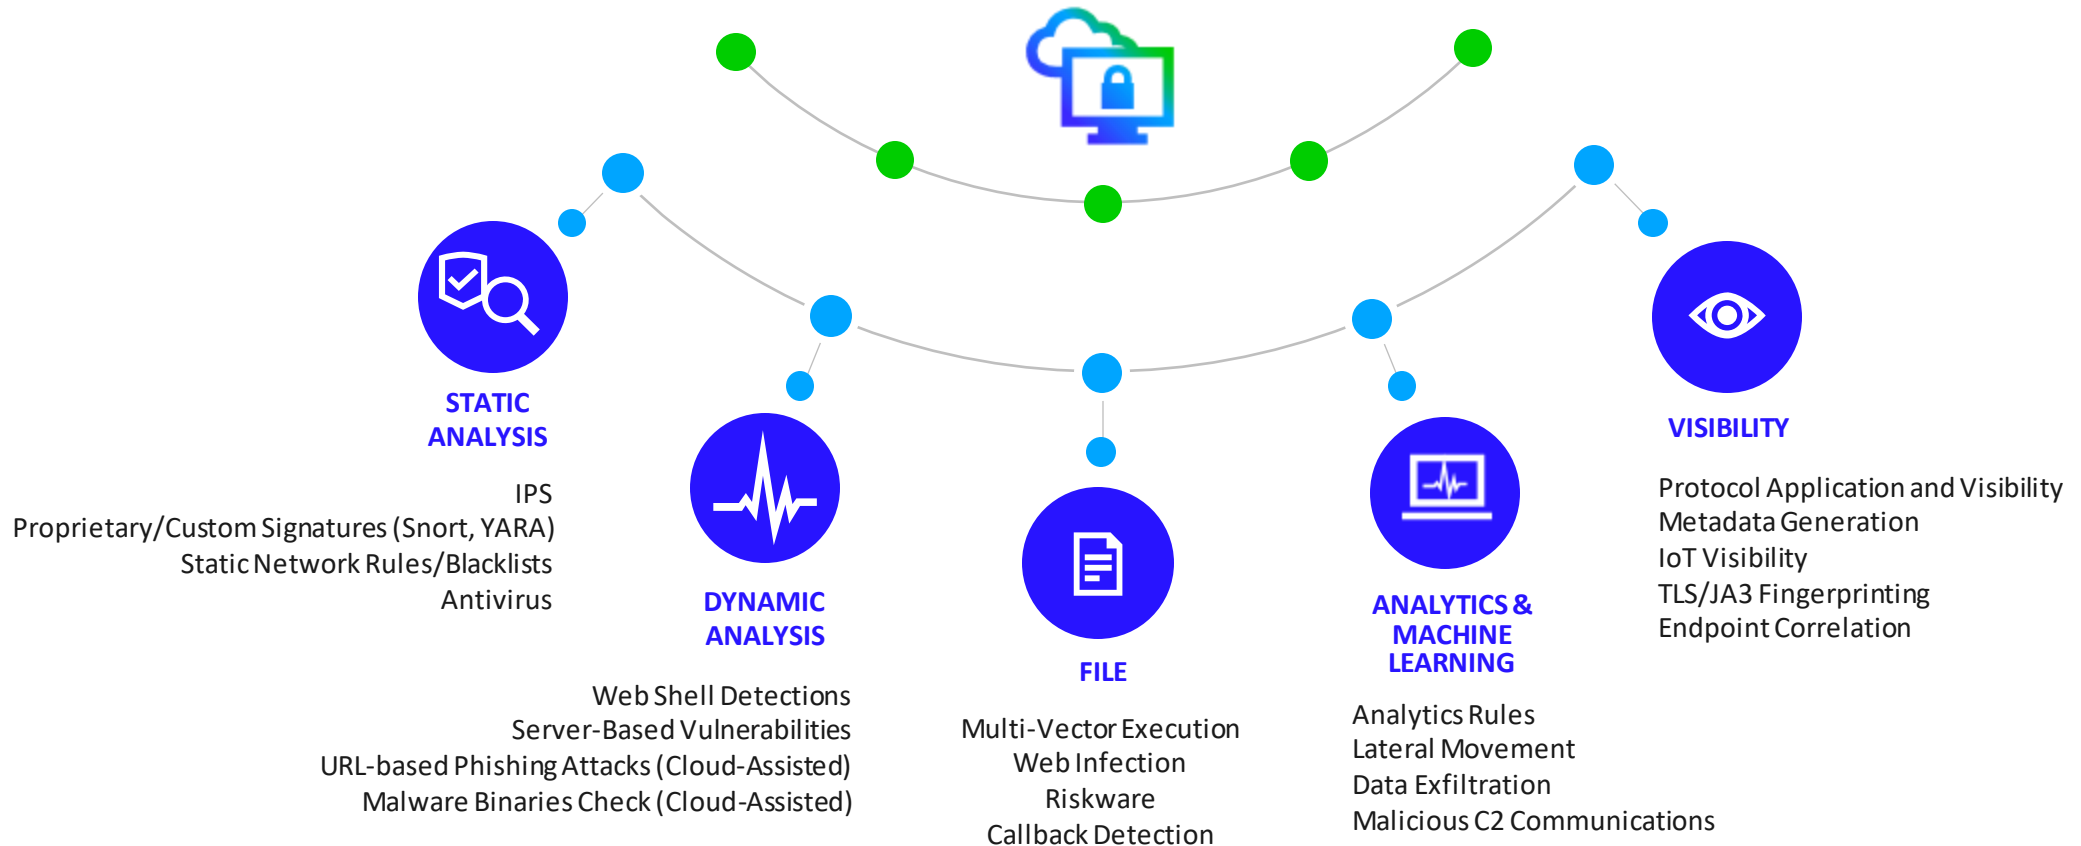 STATIC
ANALYSIS
IPS
Proprietary/Custom Signatures (Snort, YARA)
Static Network Rules/Blacklists
Antivirus
DYNAMIC
ANALYSIS
Web Shell Detections
Server-Based Vulnerabilities
URL-based Phishing Attacks (Cloud-Assisted)
Malware Binaries Check (Cloud-Assisted)
FILE
Multi-Vector Execution
Web Infection
Riskware
Callback Detection
ANALYTICS &
MACHINE
LEARNING
Analytics Rules
Lateral Movement
Data Exfiltration
Malicious C2 Communications
VISIBILITY
Protocol Application and Visibility
Metadata Generation
IoT Visibility
TLS/JA3 Fingerprinting
Endpoint Correlation